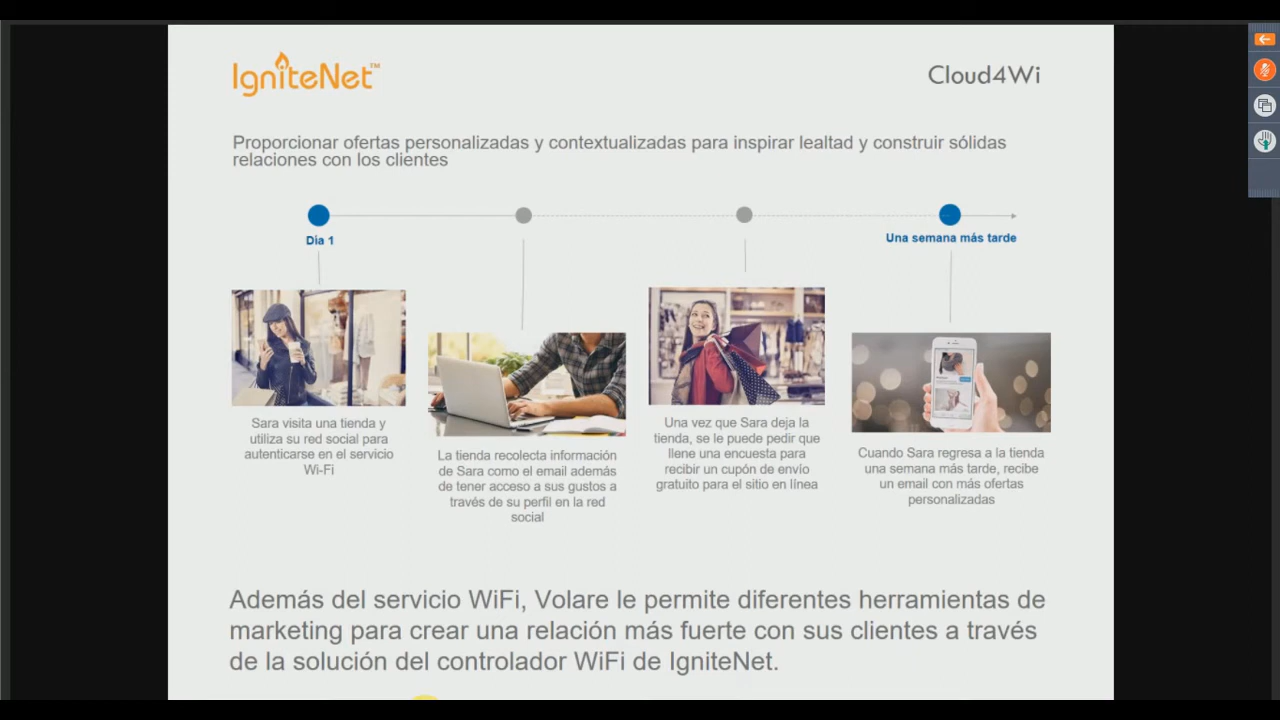 IgniteNet™
Cloud4Wi
Proporcionar ofertas personalizadas y contextualizadas para inspirar lealtad y construir sólidas
relaciones con los clientes
Dia 1
Una semana más tarde
Sara visita una tienda y
utiliza su red social para
autenticarse en el servicio
Wi-Fi
La tienda recolecta información
de Sara como el email además
de tener acceso a sus gustos a
través de su perfil en la red
social
Una vez que Sara deja la
tienda, se le puede pedir que
llene una encuesta para
recibir un cupón de envío
gratuito para el sitio en línea
Cuando Sara regresa a la tienda
una semana más tarde, recibe
un email con más ofertas
personalizadas
Además del servicio WiFi, Volare le permite diferentes herramientas de
marketing para crear una relación más fuerte con sus clientes a través
de la solución del controlador WiFi de IgniteNet.